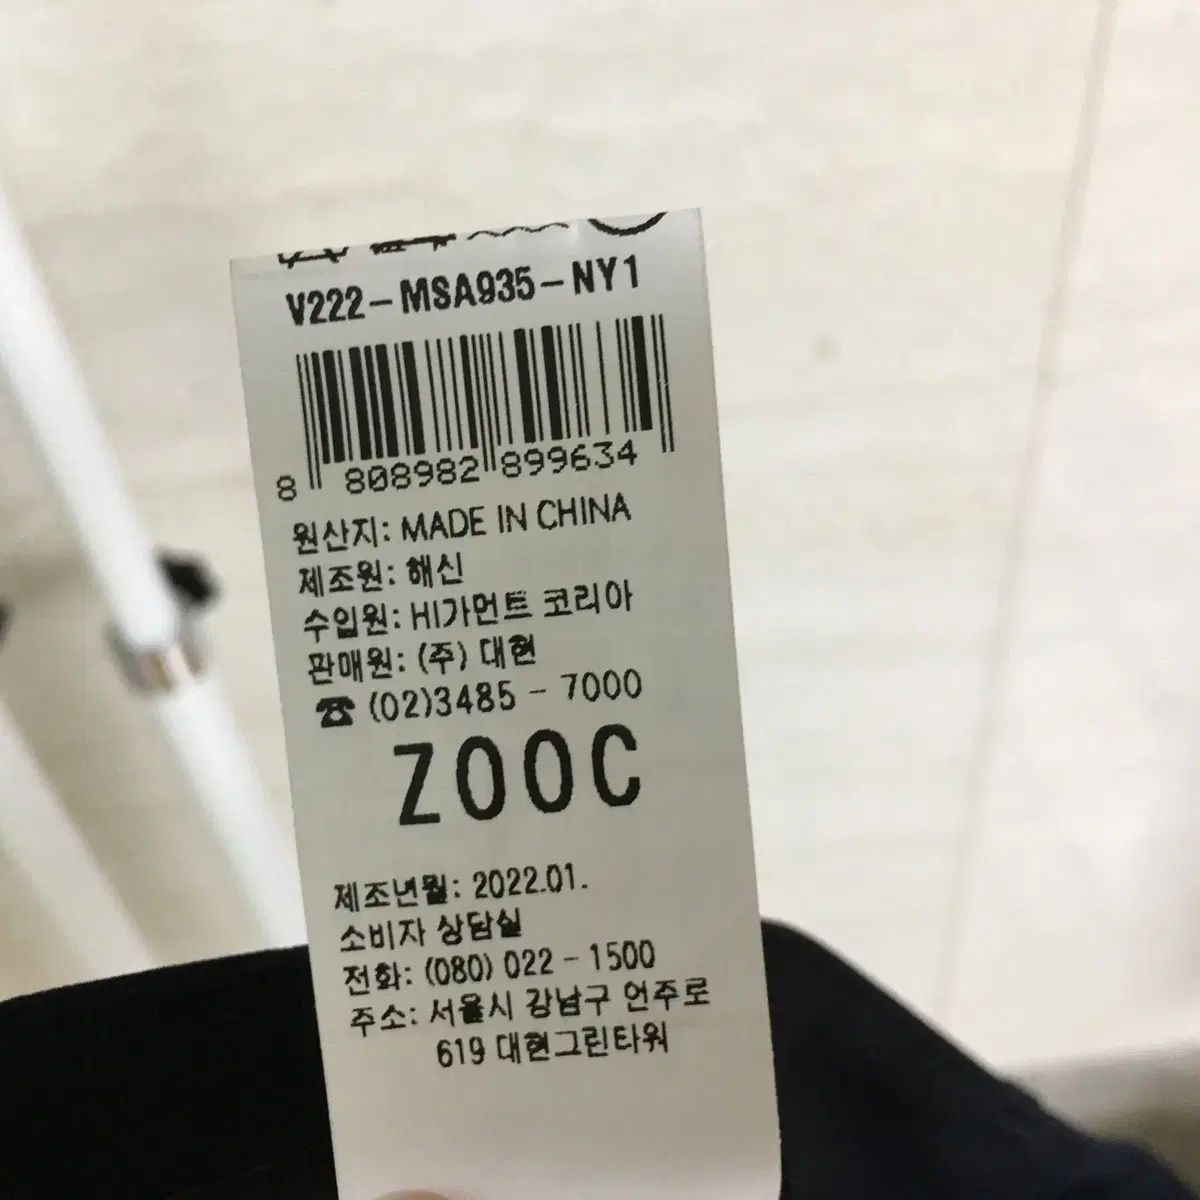 V222-MSA935-NY1
8 808982 899634
원산지: MADE IN CHINA
제조원: 해신
수입원: HI가먼트 코리아
판매원: (주) 대현
☎ (02)3485 - 7000
ZOOC
제조년월: 2022.01.
소비자 상담실
전화: (080) 022 - 1500
주소: 서울시 강남구 언주로
619 대현그린타워